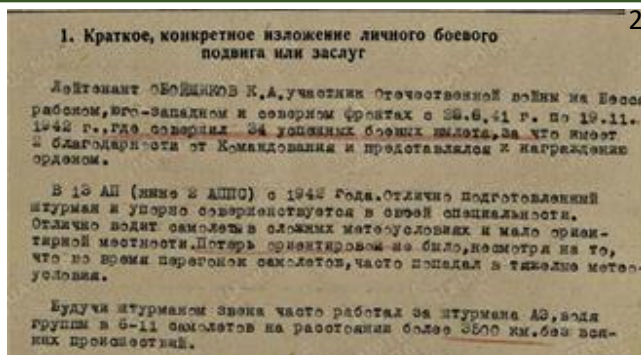 2
1. Краткое, конкретное изложение личного боевого
подвига или заслуг
Лейтенант ОБОЙЩИКОВ К.А.участник Отечественной войны на Бесса
рабском,юго-западном и северном фронтах с 28.6.41 г. по 19.11.
1942 г.,где совершил 34 успешных боевых вылета,за что имеет
2 благодарности от Командования и представлялся к награждению
орденом.
В 13 АП (ныне 2 АППС) с 1942 года.Отлично подготовленный
штурман и упорно совершенствуется в своей специальности.
Отлично водит самолеты в сложных метеоусловиях и мало ориен-
тирной местности.Потерь ориентировок не было,несмотря на то,
что во время перегонок самолетов,часто попадал в тяжелые метео-
условия.
Будучи штурманом звена часто работал за штурмана АЭ,водя
группы в 6-11 самолетов на расстояния более 3500 км.без вся-
ких происшествий.